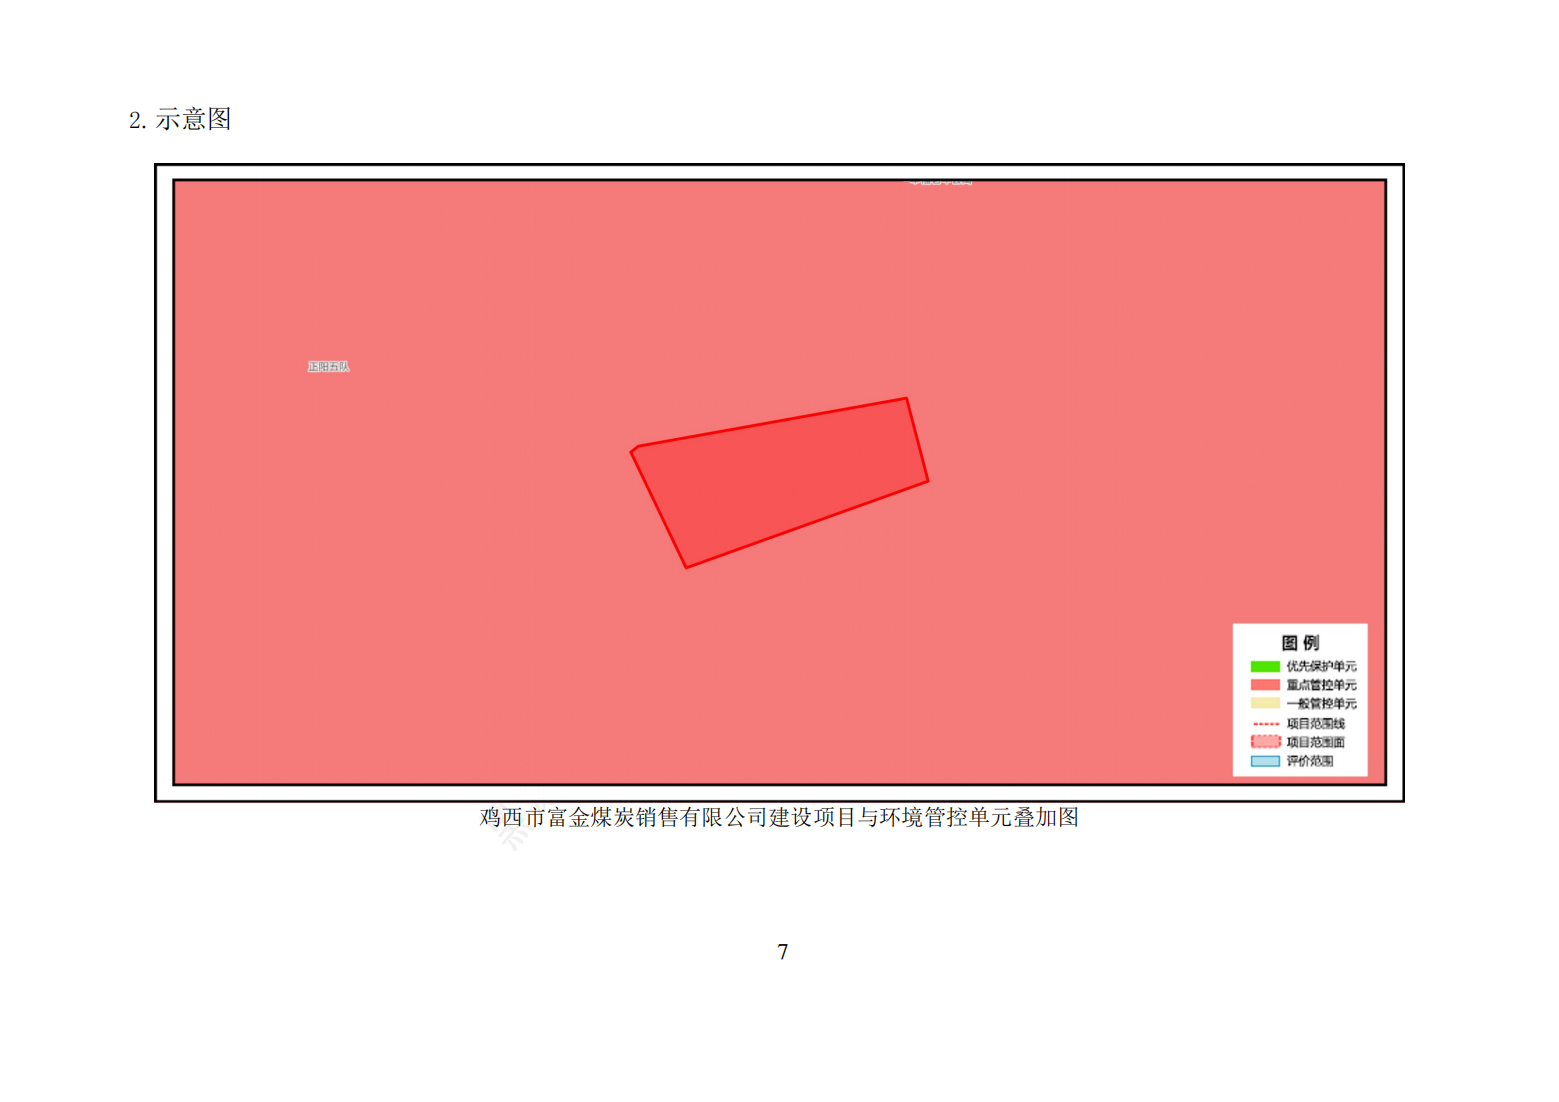 2. 示意图
正阳五队
图 例
优先保护单元
重点管控单元
一般管控单元
项目范围线
项目范围面
评价范围
鸡西市富金煤炭销售有限公司建设项目与环境管控单元叠加图
7